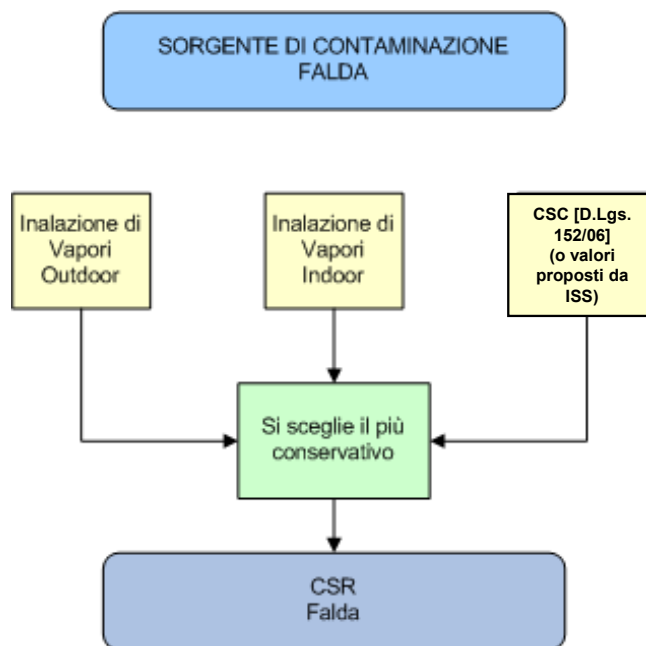 SORGENTE DI CONTAMINAZIONE
FALDA
Inalazione di
Vapori
Outdoor
Inalazione di
Vapori
Indoor
CSC [D.Lgs.
152/06]
(o valori
proposti da
ISS)
Si sceglie il più
conservativo
CSR
Falda